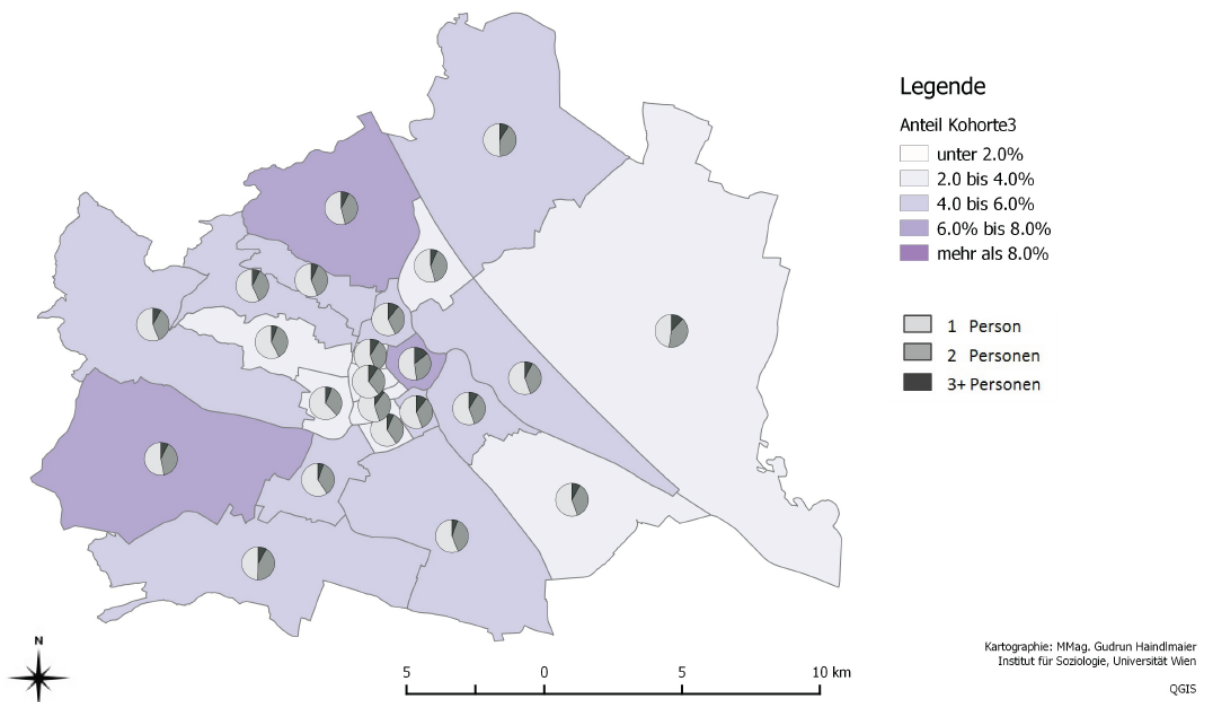 Legende
Anteil Kohorte3
unter 2.0%
2.0 bis 4.0%
4.0 bis 6.0%
6.0% bis 8.0%
mehr als 8.0%
1 Person
2 Personen
3+ Personen
N
5 0 5 10 km
Kartographie: MMag. Gudrun Haindlmaier
Institut für Soziologie, Universität Wien
QGIS